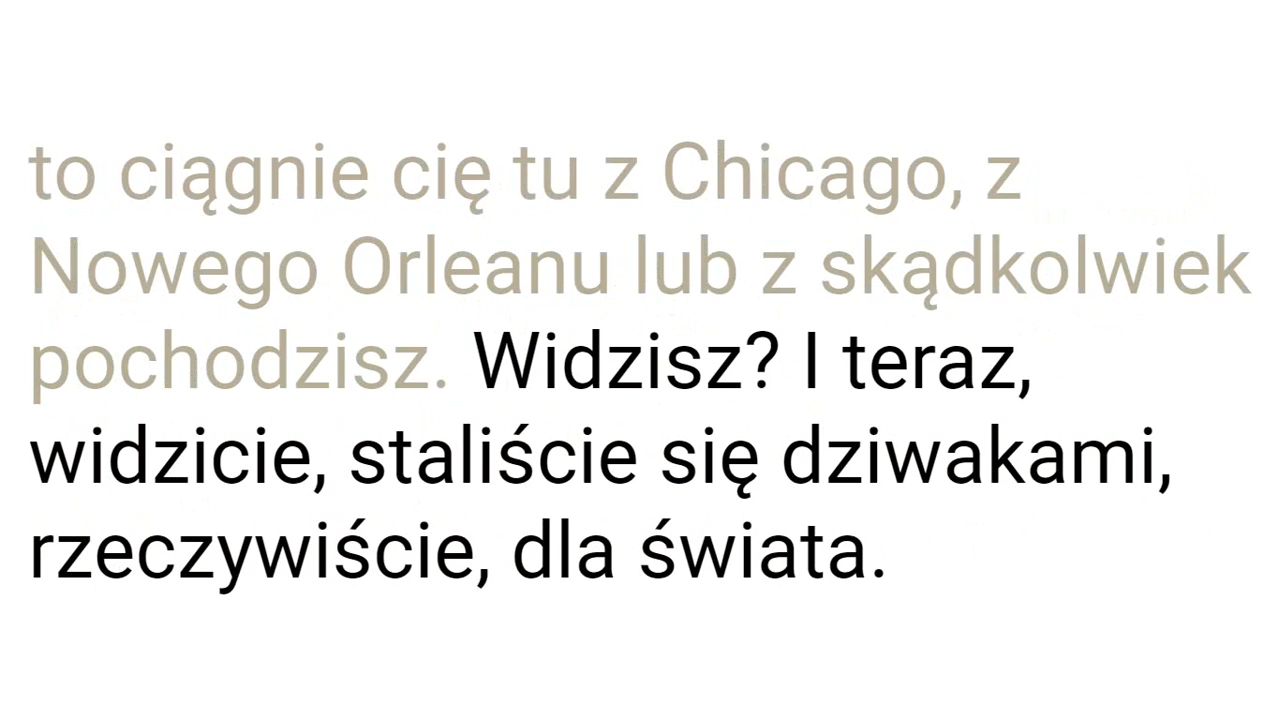 to ciągnie cię tu z Chicago, z
Nowego Orleanu lub z skądkolwiek
pochodzisz. Widzisz? I teraz,
widzicie, staliście się dziwakami,
rzeczywiście, dla świata.